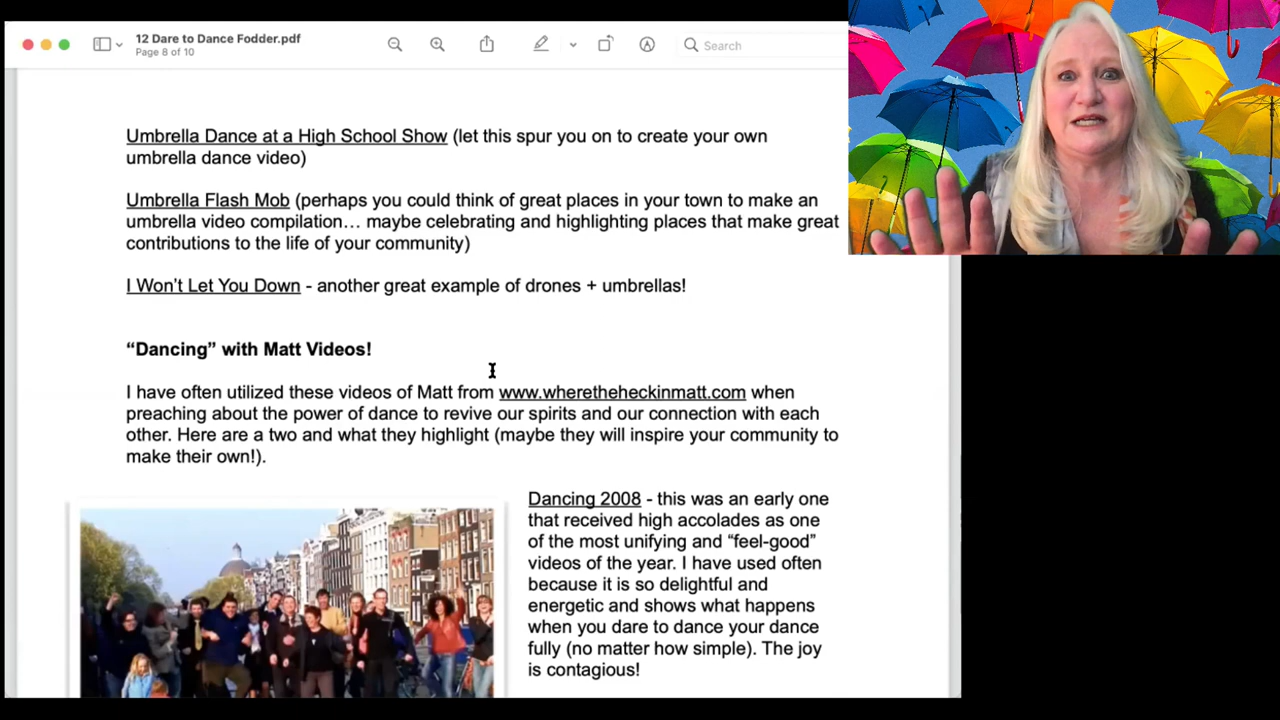 12 Dare to Dance Fodder.pdf
Page 8 of 10
Search
Umbrella Dance at a High School Show (let this spur you on to create your own
umbrella dance video)
Umbrella Flash Mob (perhaps you could think of great places in your town to make an
umbrella video compilation… maybe celebrating and highlighting places that make great
contributions to the life of your community)
I Won’t Let You Down - another great example of drones + umbrellas!
“Dancing” with Matt Videos!
I have often utilized these videos of Matt from www.wheretheheckinmatt.com when
preaching about the power of dance to revive our spirits and our connection with each
other. Here are a two and what they highlight (maybe they will inspire your community to
make their own!).
Dancing 2008 - this was an early one
that received high accolades as one
of the most unifying and “feel-good”
videos of the year. I have used often
because it is so delightful and
energetic and shows what happens
when you dare to dance your dance
fully (no matter how simple). The joy
is contagious!